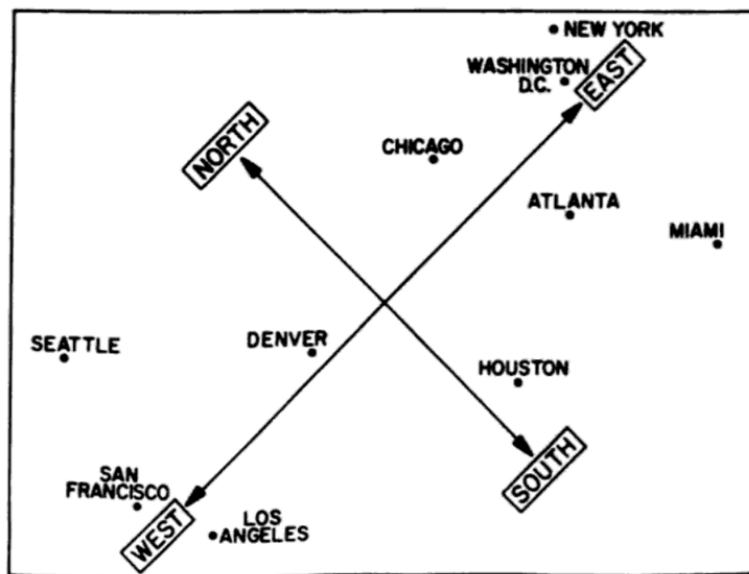 NEW YORK
WASHINGTON
D.C.
EAST
NORTH
CHICAGO
ATLANTA
MIAMI
SEATTLE
DENVER
HOUSTON
SAN
FRANCISCO
SOUTH
WEST
LOS
ANGELES